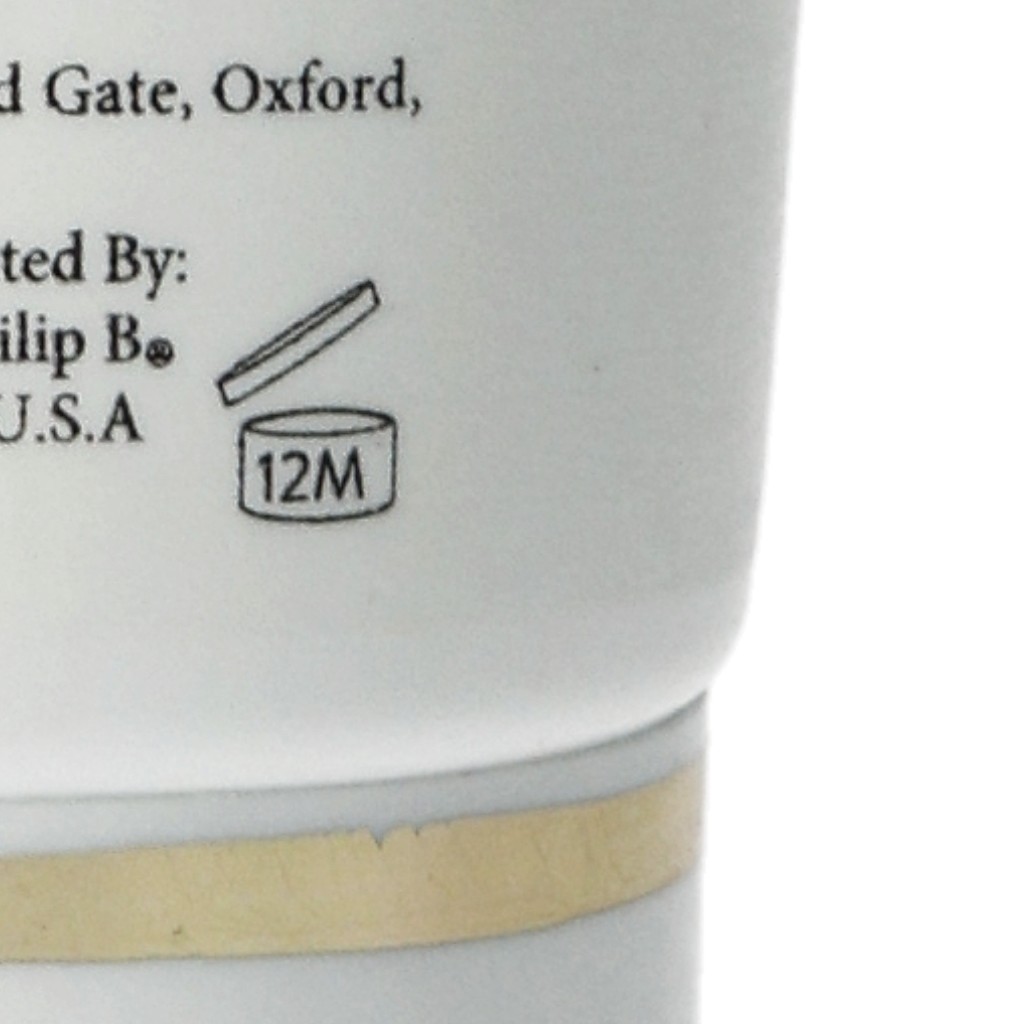 d Gate, Oxford,
ted By:
ilip B®
U.S.A
12M